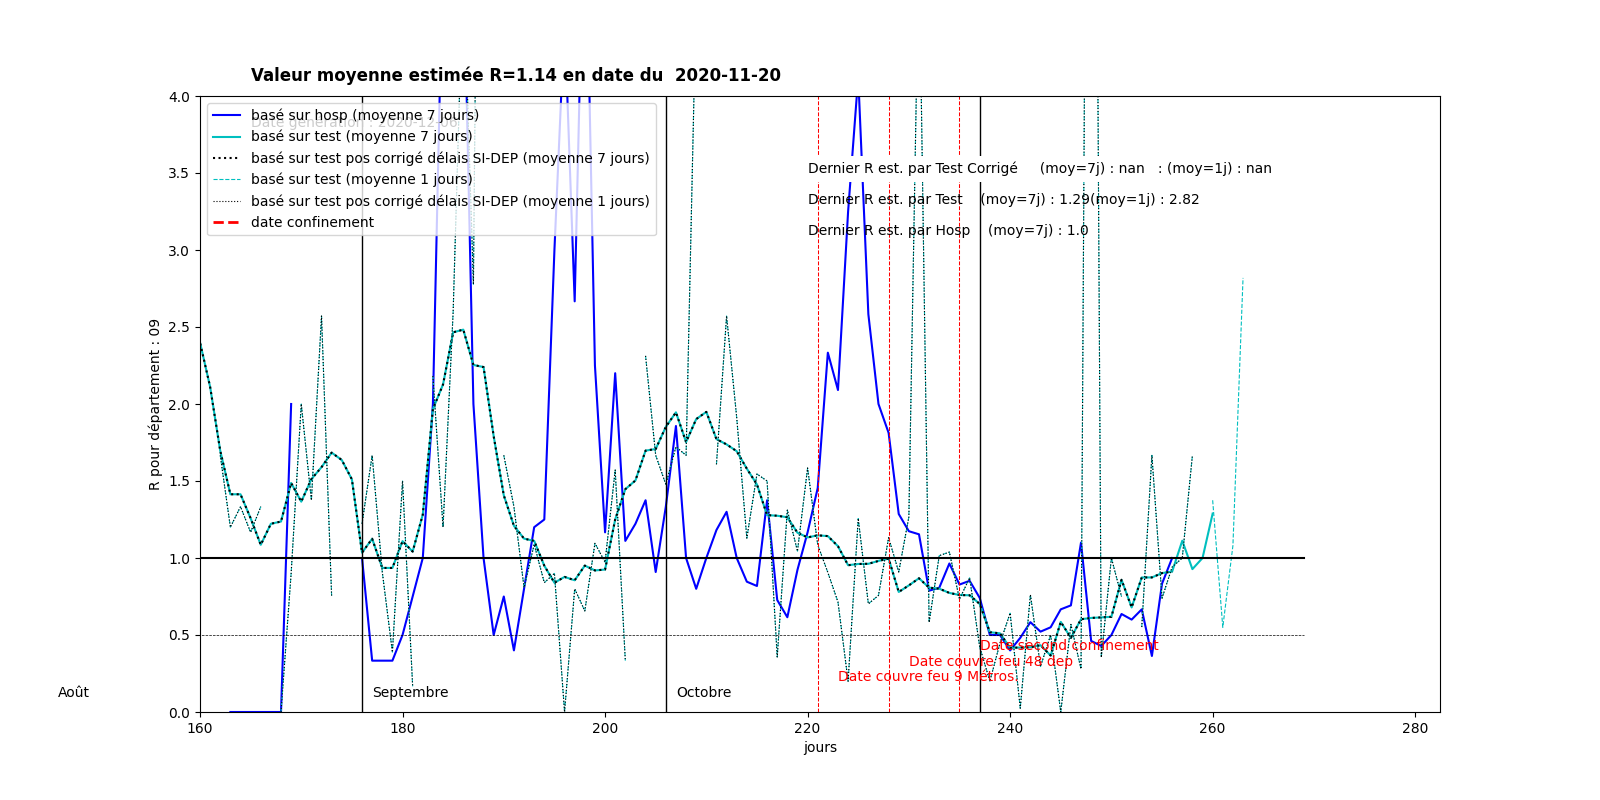 Valeur moyenne estimée R=1.14 en date du  2020-11-20
4.0
3.5
3.0
2.5
2.0
1.5
1.0
0.5
0.0
R pour département : 09
basé sur hosp (moyenne 7 jours)
basé sur test (moyenne 7 jours)
basé sur test pos corrigé délais SI-DEP (moyenne 7 jours)
basé sur test (moyenne 1 jours)
basé sur test pos corrigé délais SI-DEP (moyenne 1 jours)
date confinement
Dernier R est. par Test Corrigé     (moy=7j) : nan   : (moy=1j) : nan
Dernier R est. par Test    (moy=7j) : 1.29(moy=1j) : 2.82
Dernier R est. par Hosp    (moy=7j) : 1.0
Date second confinement
Date couvre feu 48 dep
Date couvre feu 9 Metros.
Août
Septembre
Octobre
160 180 200 220 240 260 280
jours